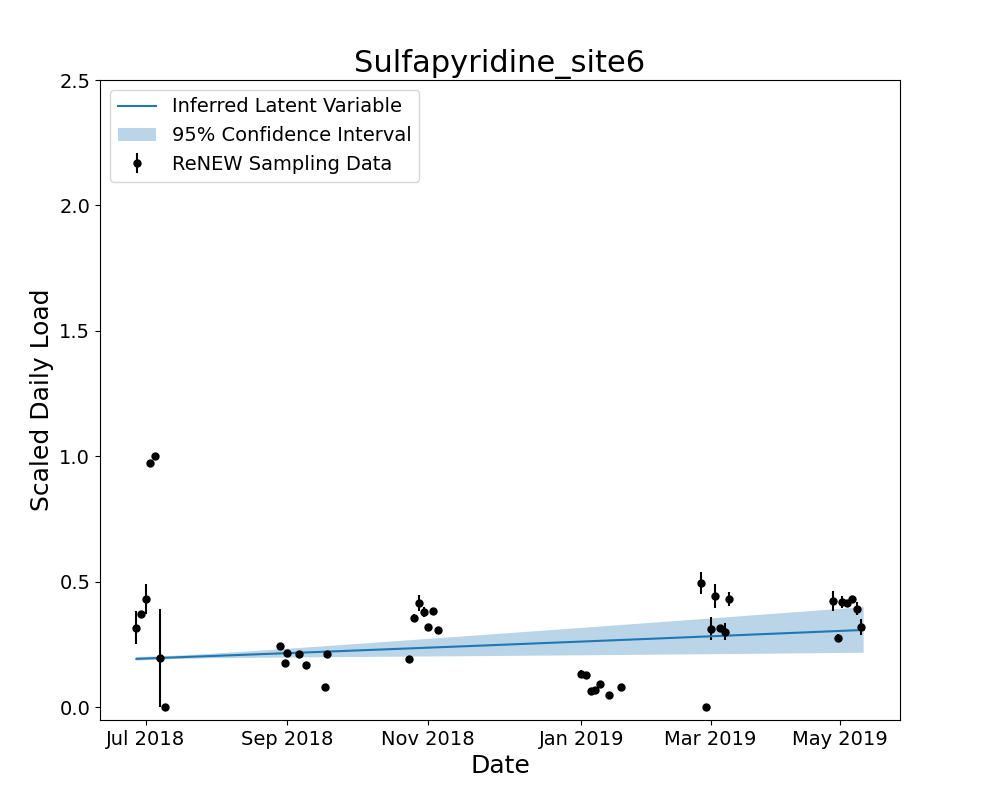 Sulfapyridine_site6
2.5
2.0
1.5
1.0
0.5
0.0
Scaled Daily Load
Inferred Latent Variable
95% Confidence Interval
ReNEW Sampling Data
Jul 2018
Sep 2018
Nov 2018
Jan 2019
Mar 2019
May 2019
Date